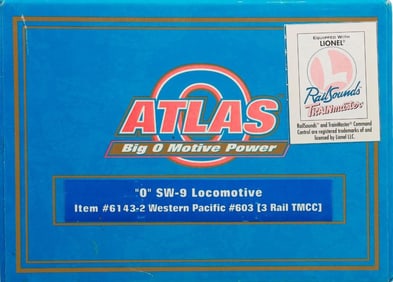 EQUIPPED WITH
LIONEL®
RailSounds®
TRAINMaster®
RailSounds® and TrainMaster® Command
Control are registered trademarks of and
licensed by Lionel LLC.
ATLAS®
Big O Motive Power
"O" SW-9 Locomotive
Item #6143-2 Western Pacific #603 [3 Rail TMCC]